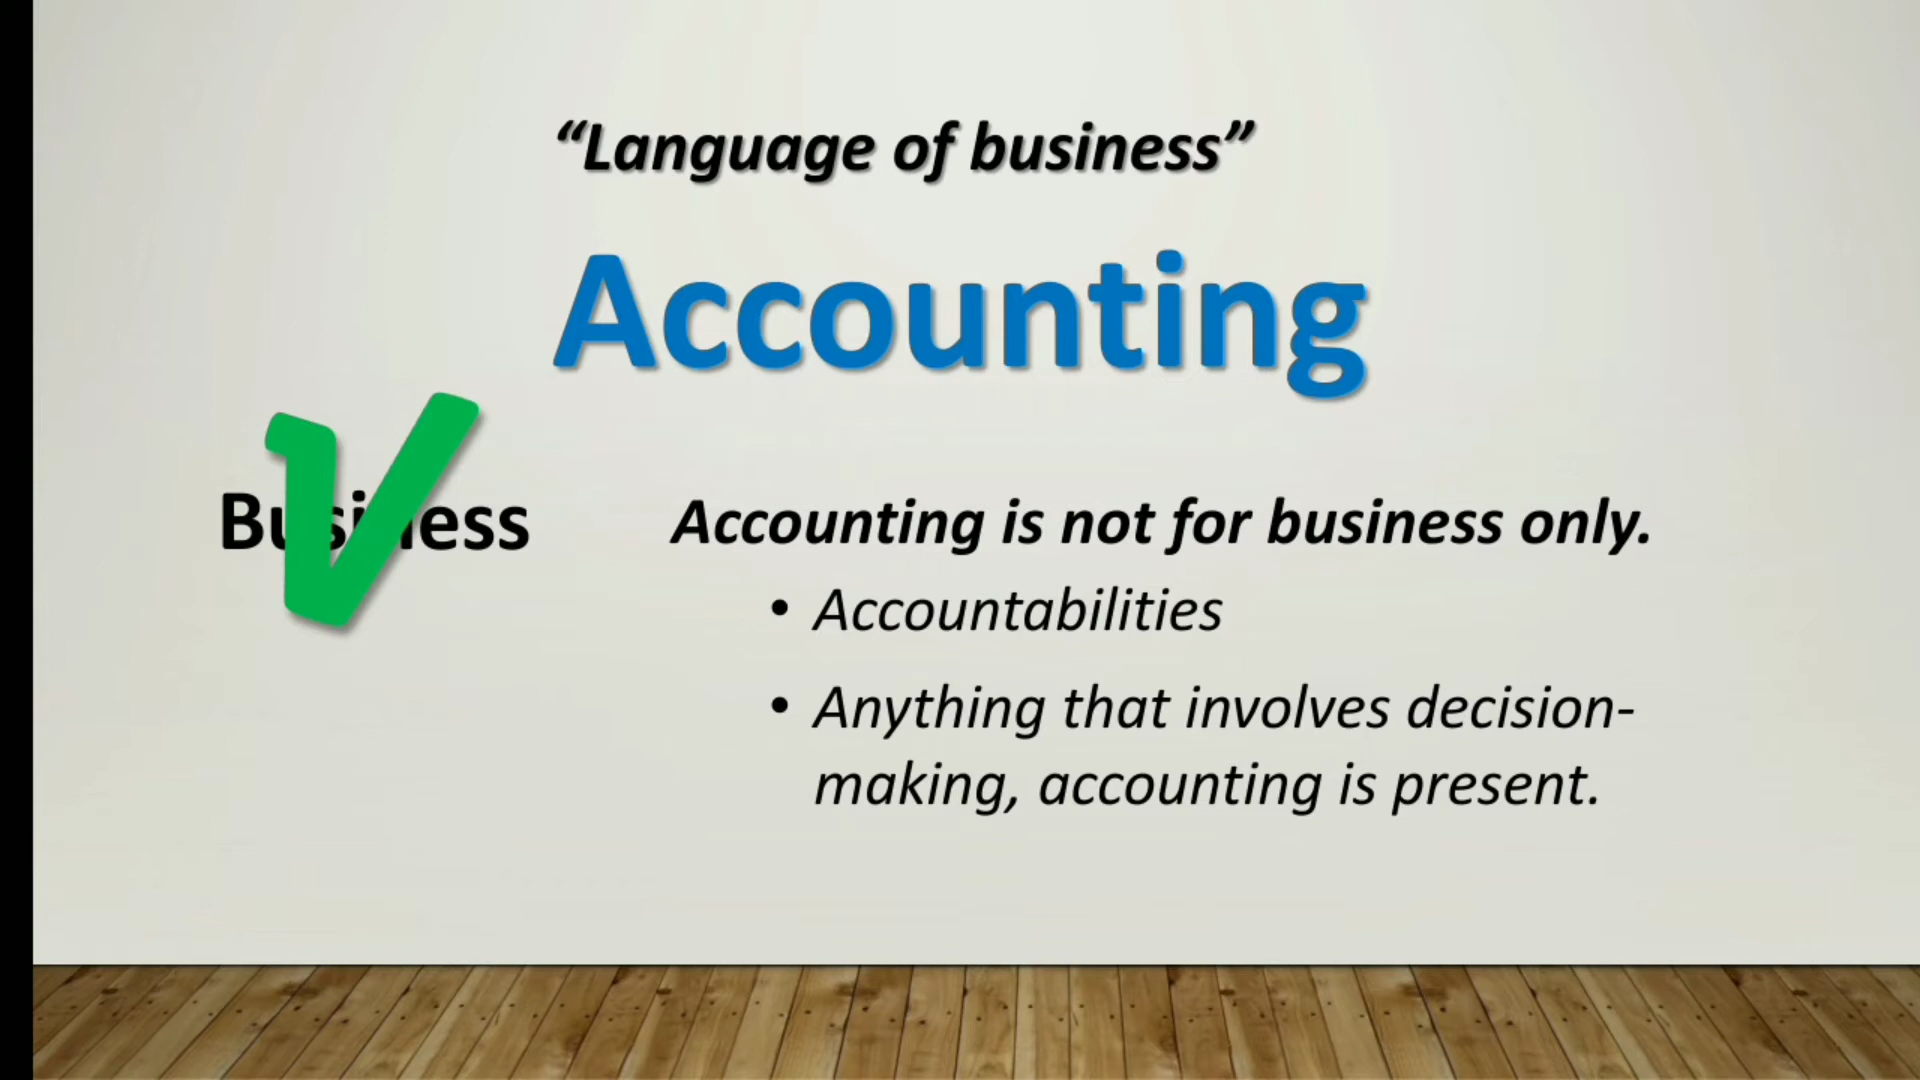 “Language of business”
Accounting
Business
Accounting is not for business only.
• Accountabilities
• Anything that involves decision-
making, accounting is present.